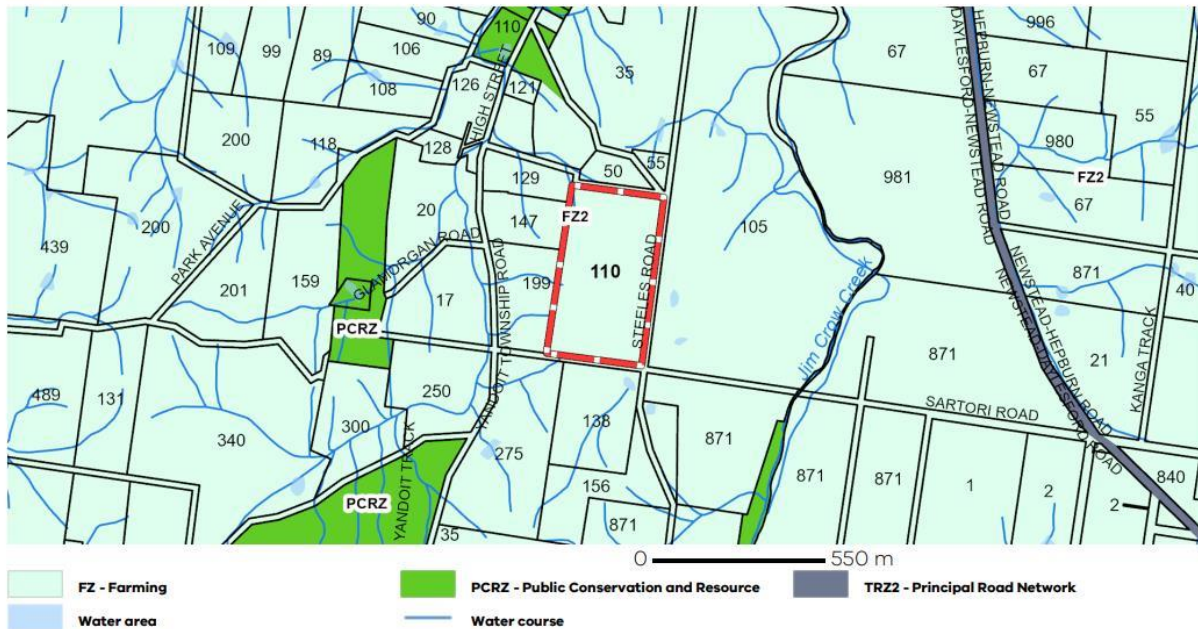 90
110
996
109
99
89
106
35
67
67
108
126
121
HIGH STREET
HEPBURN-NEWSTEAD ROAD
DAYLESFORD-NEWSTEAD ROAD
55
200
118
128
980
55
50
129
981
FZ2
67
20
FZ2
147
105
439
200
PARK AVENUE
GLAMORGAN ROAD
YANDOIT TOWNSHIP ROAD
STEELES ROAD
110
199
201
159
17
871
40
NEWSTEAD-HEPBURN ROAD
NEWSTEAD-DAYLESFORD ROAD
KANGA TRACK
PCRZ
Jim Crow Creek
871
21
489
131
250
SARTORI ROAD
340
300
YANDOIT TRACK
138
871
275
871
871
1
2
840
2
156
PCRZ
871
35
0 550 m
FZ - Farming
PCRZ - Public Conservation and Resource
TRZ2 - Principal Road Network
Water area
Water course